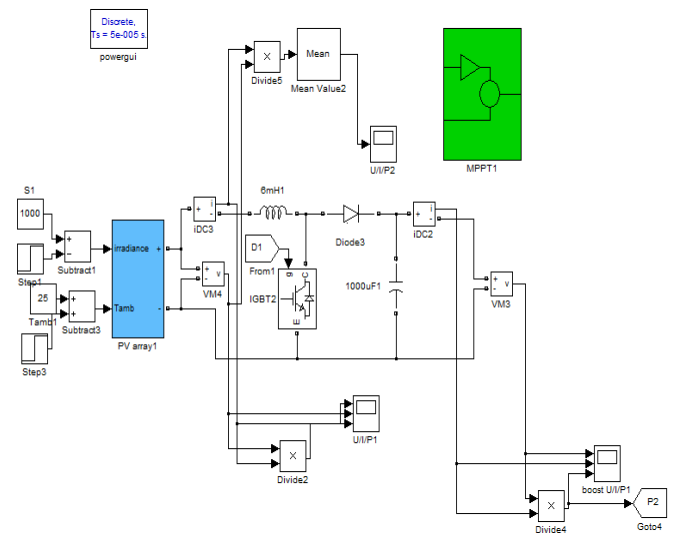 Discrete,
Ts = 5e-005 s.
powergui
×
Divide5
Mean
Mean Value2
U/I/P2
MPPT1
S1
1000
Step1
+
−
Subtract1
25
Tamb1
+
+
Subtract3
Step3
Irradiance
+
Tamb
-
PV array1
+
i
-
iDC3
+
-
v
VM4
6mH1
D1
From1
g
C
E
IGBT2
Diode3
1000uF1
+
i
-
iDC2
+
-
v
VM3
U/I/P1
×
Divide2
boost U/I/P1
×
Divide4
P2
Goto4